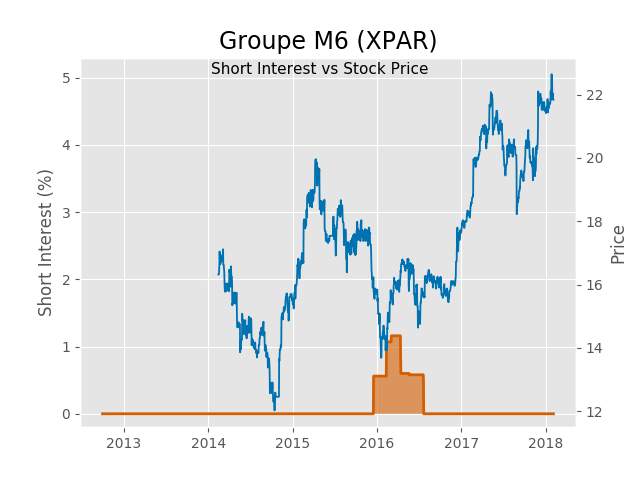 Groupe M6 (XPAR)
Short Interest vs Stock Price
Short Interest (%)
5
4
3
2
1
0
22
20
18
16
14
12
Price
2013 2014 2015 2016 2017 2018